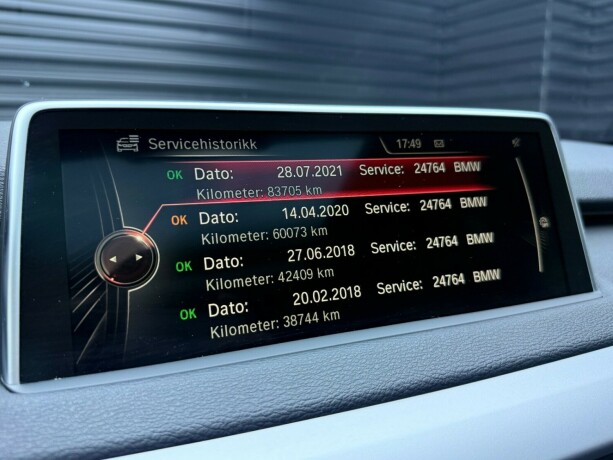 Servicehistorikk 17:49
OK Dato: 28.07.2021 Service: 24764 BMW
Kilometer: 83705 km
OK Dato: 14.04.2020 Service: 24764 BMW
Kilometer: 60073 km
OK Dato: 27.06.2018 Service: 24764 BMW
Kilometer: 42409 km
OK Dato: 20.02.2018 Service: 24764 BMW
Kilometer: 38744 km